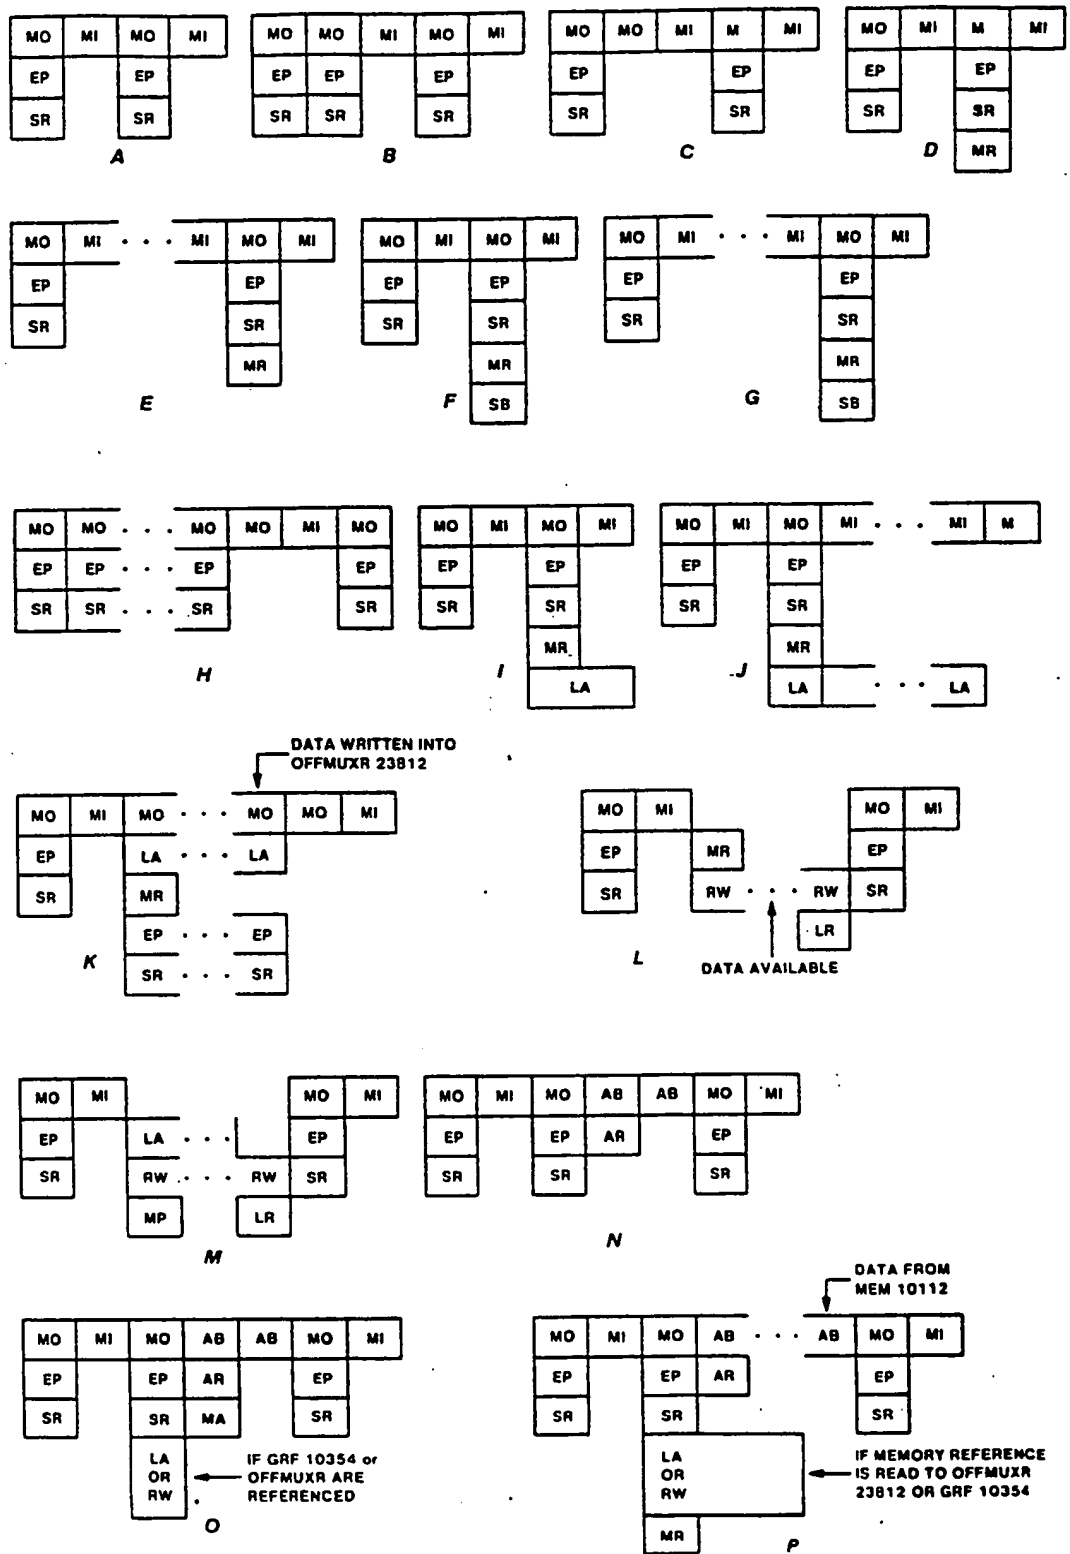 MO MI MO MI
EP EP
SR SR
A
MO MO MI MO MI
EP EP EP
SR SR SR
B
MO MO MI M MI
EP EP
SR SR
C
MO MI M MI
EP EP
SR SR
MR
D
MO MI . . . MI MO MI
EP EP
SR SR
MR
E
MO MI MO MI
EP EP
SR SR
MR
SB
F
MO MI . . . MI MO MI
EP EP
SR SR
MR
SB
G
MO MO . . . MO MO MI MO
EP EP . . . EP EP
SR SR . . . SR SR
H
MO MI MO MI
EP EP
SR SR
MR
LA
I
MO MI MO MI . . . MI M
EP EP
SR SR
MR
LA . . . LA
J
DATA WRITTEN INTO
OFFMUXR 23812
MO MI MO . . . MO MO MI
EP LA . . . LA
SR MR
EP . . . EP
SR . . . SR
K
MO MI MO MI
EP MR EP
SR RW . . . RW SR
LR
L
DATA AVAILABLE
MO MI MO MI
EP LA . . . EP
SR RW . . . RW SR
MP LR
M
MO MI MO AB AB MO MI
EP EP AR EP
SR SR SR
N
MO MI MO AB AB MO MI
EP EP AR EP
SR SR MA SR
LA
OR
RW
IF GRF 10354 or
OFFMUXR ARE
REFERENCED
O
DATA FROM
MEM 10112
MO MI MO AB . . . AB MO MI
EP EP AR EP
SR SR SR
LA
OR
RW
MR
IF MEMORY REFERENCE
IS READ TO OFFMUXR
23812 OR GRF 10354
P